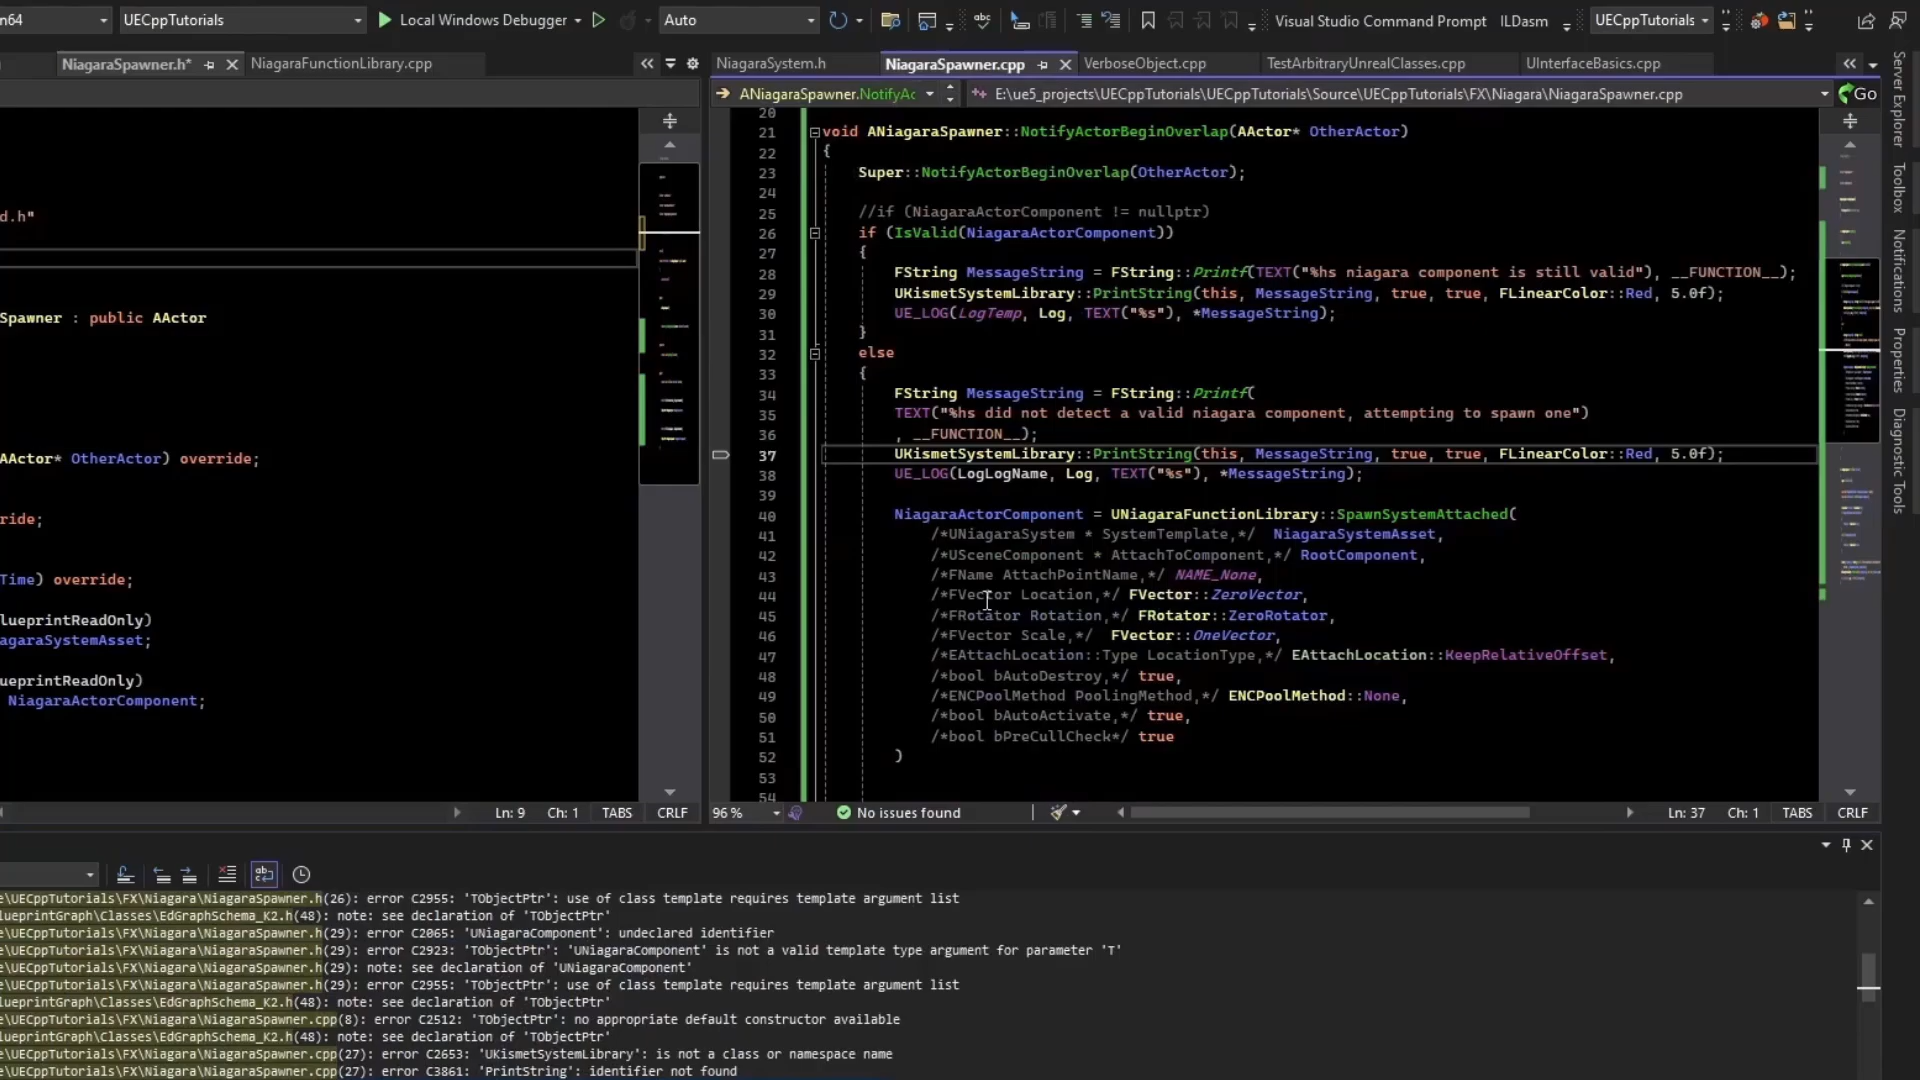 n64 UECppTutorials Local Windows Debugger Auto Visual Studio Command Prompt ILDasm UECppTutorials
NiagaraSpawner.h* NiagaraFunctionLibrary.cpp
NiagaraSystem.h NiagaraSpawner.cpp VerboseObject.cpp TestArbitraryUnrealClasses.cpp UInterfaceBasics.cpp
ANiagaraSpawner.NotifyAc E:\ue5_projects\UECppTutorials\UECppTutorials\Source\UECppTutorials\FX\Niagara\NiagaraSpawner.cpp Go
d.h"
Spawner : public AActor
AActor* OtherActor) override;
ride;
Time) override;
lueprintReadOnly)
agaraSystemAsset;
ueprintReadOnly)
NiagaraActorComponent;
Ln: 9 Ch: 1 TABS CRLF
20
21 void ANiagaraSpawner::NotifyActorBeginOverlap(AActor* OtherActor)
22 {
23 Super::NotifyActorBeginOverlap(OtherActor);
24
25 //if (NiagaraActorComponent != nullptr)
26 if (IsValid(NiagaraActorComponent))
27 {
28 FString MessageString = FString::Printf(TEXT("%hs niagara component is still valid"), __FUNCTION__);
29 UKismetSystemLibrary::PrintString(this, MessageString, true, true, FLinearColor::Red, 5.0f);
30 UE_LOG(LogTemp, Log, TEXT("%s"), *MessageString);
31 }
32 else
33 {
34 FString MessageString = FString::Printf(
35 TEXT("%hs did not detect a valid niagara component, attempting to spawn one")
36 , __FUNCTION__);
37 UKismetSystemLibrary::PrintString(this, MessageString, true, true, FLinearColor::Red, 5.0f);
38 UE_LOG(LogLogName, Log, TEXT("%s"), *MessageString);
39
40 NiagaraActorComponent = UNiagaraFunctionLibrary::SpawnSystemAttached(
41 /*UNiagaraSystem * SystemTemplate,*/ NiagaraSystemAsset,
42 /*USceneComponent * AttachToComponent,*/ RootComponent,
43 /*FName AttachPointName,*/ NAME_None,
44 /*FVector Location,*/ FVector::ZeroVector,
45 /*FRotator Rotation,*/ FRotator::ZeroRotator,
46 /*FVector Scale,*/ FVector::OneVector,
47 /*EAttachLocation::Type LocationType,*/ EAttachLocation::KeepRelativeOffset,
48 /*bool bAutoDestroy,*/ true,
49 /*ENCPoolMethod PoolingMethod,*/ ENCPoolMethod::None,
50 /*bool bAutoActivate,*/ true,
51 /*bool bPreCullCheck*/ true
52 )
53
54
96 % No issues found Ln: 37 Ch: 1 TABS CRLF
Server Explorer
Toolbox
Notifications
Properties
Diagnostic Tools
e\UECppTutorials\FX\Niagara\NiagaraSpawner.h(26): error C2955: 'TObjectPtr': use of class template requires template argument list
lueprintGraph\Classes\EdGraphSchema_K2.h(48): note: see declaration of 'TObjectPtr'
e\UECppTutorials\FX\Niagara\NiagaraSpawner.h(29): error C2065: 'UNiagaraComponent': undeclared identifier
e\UECppTutorials\FX\Niagara\NiagaraSpawner.h(29): error C2923: 'TObjectPtr': 'UNiagaraComponent' is not a valid template type argument for parameter 'T'
e\UECppTutorials\FX\Niagara\NiagaraSpawner.h(29): note: see declaration of 'UNiagaraComponent'
e\UECppTutorials\FX\Niagara\NiagaraSpawner.h(29): error C2955: 'TObjectPtr': use of class template requires template argument list
lueprintGraph\Classes\EdGraphSchema_K2.h(48): note: see declaration of 'TObjectPtr'
e\UECppTutorials\FX\Niagara\NiagaraSpawner.cpp(8): error C2512: 'TObjectPtr': no appropriate default constructor available
lueprintGraph\Classes\EdGraphSchema_K2.h(48): note: see declaration of 'TObjectPtr'
e\UECppTutorials\FX\Niagara\NiagaraSpawner.cpp(27): error C2653: 'UKismetSystemLibrary': is not a class or namespace name
e\UECppTutorials\FX\Niagara\NiagaraSpawner.cpp(27): error C3861: 'PrintString': identifier not found